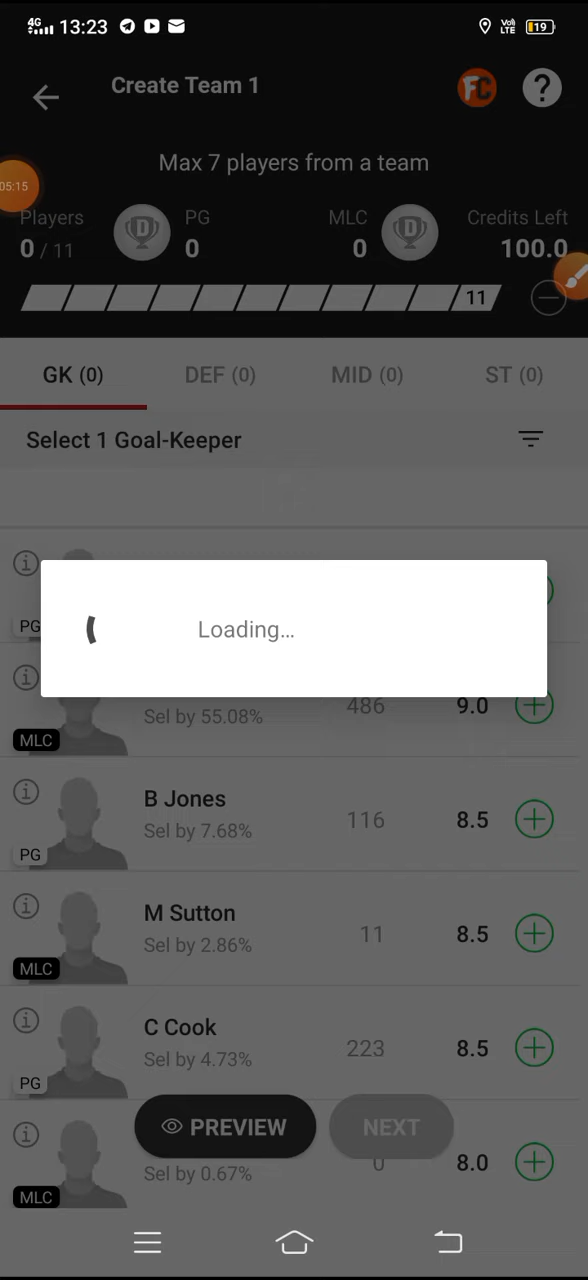 4G 13:23 Vo) LTE 19
Create Team 1 FC ?
Max 7 players from a team
05:15
Players PG MLC Credits Left
0 / 11 D 0 0 D 100.0
11
GK (0) DEF (0) MID (0) ST (0)
Select 1 Goal-Keeper
PG
Sel by 55.08% 486 9.0
MLC
B Jones
Sel by 7.68% 116 8.5
PG
M Sutton
Sel by 2.86% 11 8.5
MLC
C Cook
Sel by 4.73% 223 8.5
PG
PREVIEW NEXT
Sel by 0.67% 0 8.0
MLC
Loading...